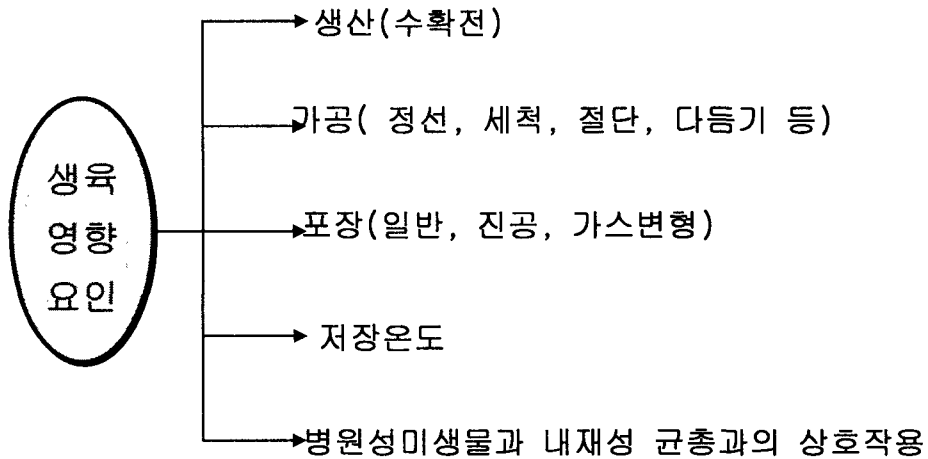 생산(수확전)
가공( 정선, 세척, 절단, 다듬기 등)
생육
영향
요인
포장(일반, 진공, 가스변형)
저장온도
병원성미생물과 내재성 균총과의 상호작용